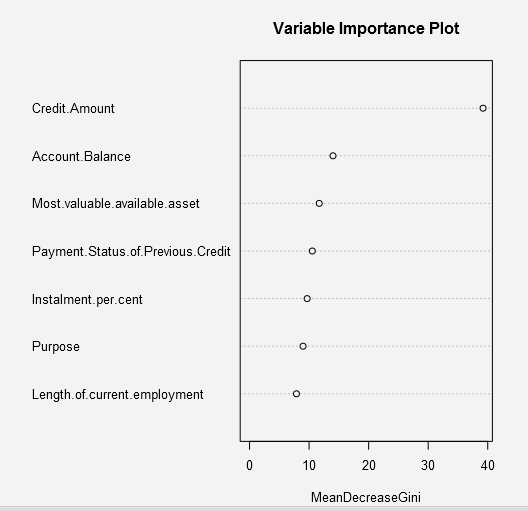 Variable Importance Plot
Credit.Amount
Account.Balance
Most.valuable.available.asset
Payment.Status.of.Previous.Credit
Instalment.per.cent
Purpose
Length.of.current.employment
0 10 20 30 40
MeanDecreaseGini